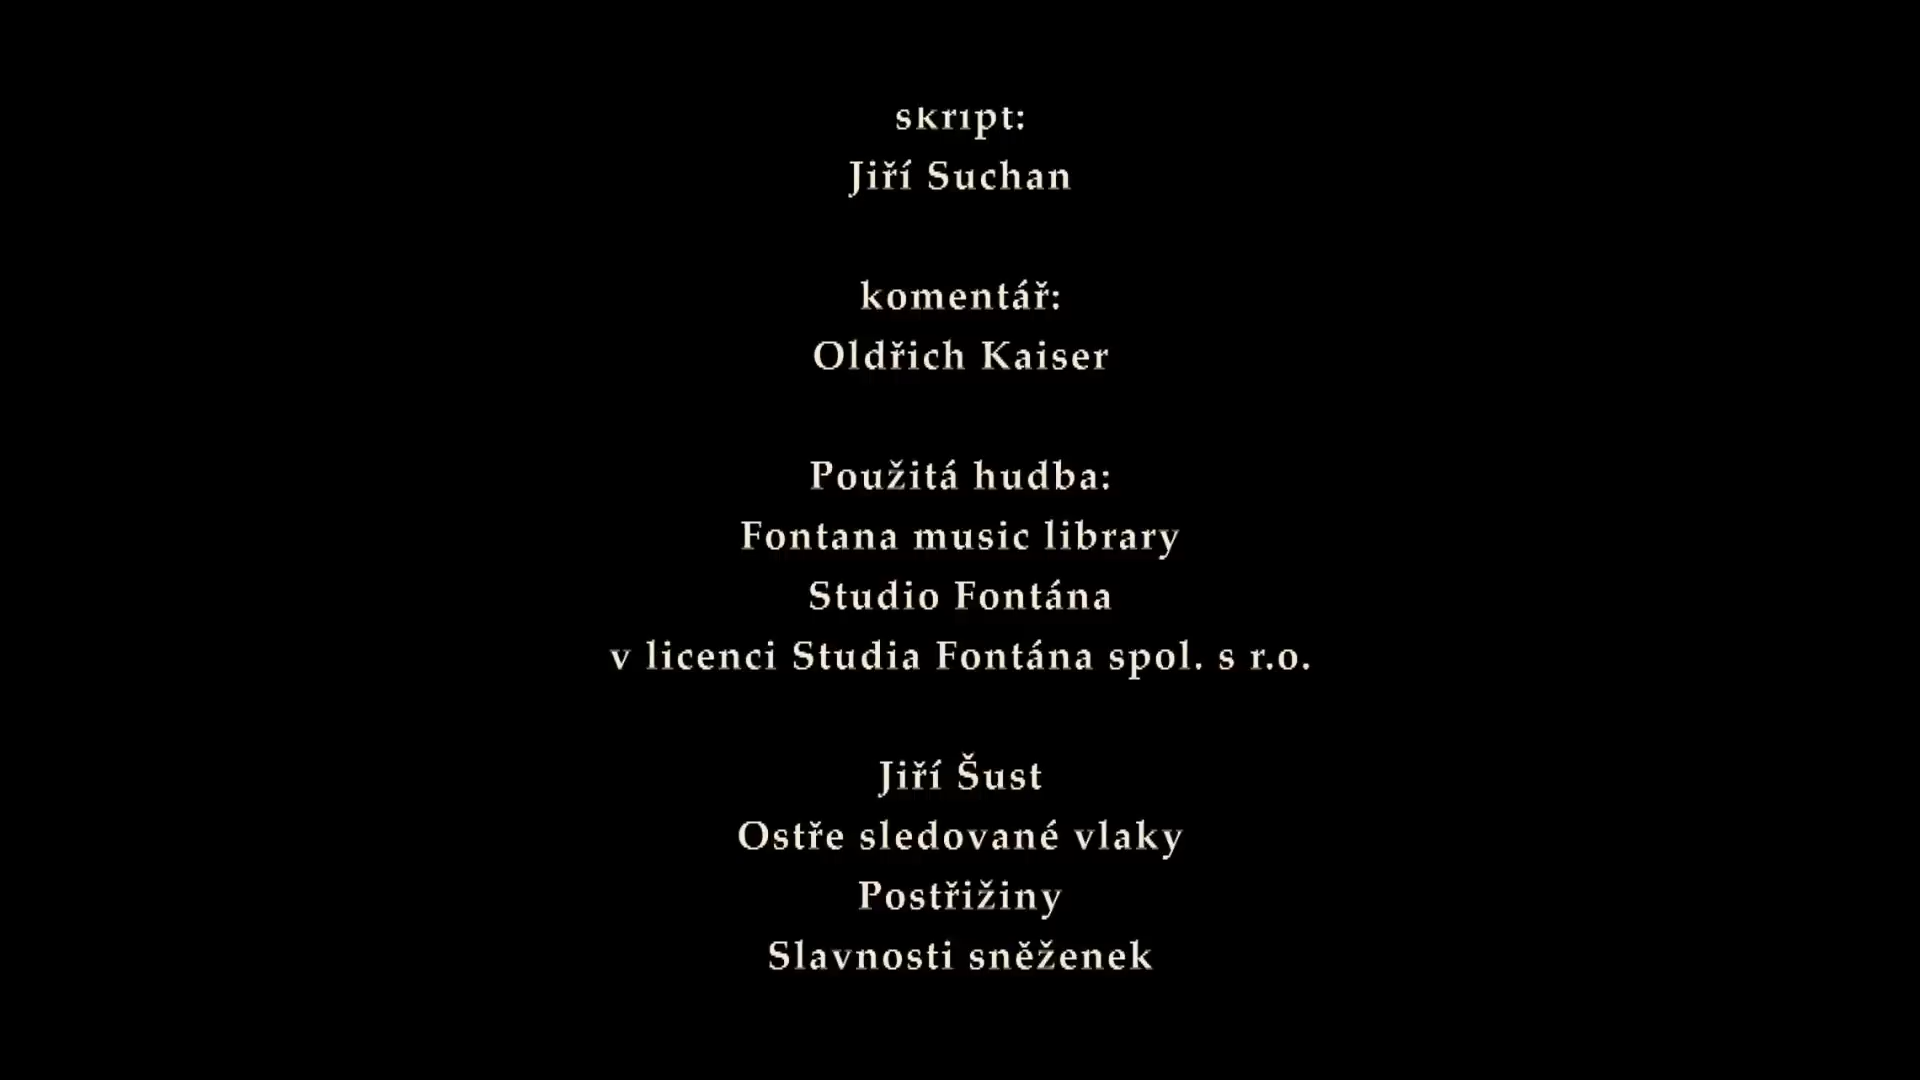 skript:
Jiří Suchan
komentář:
Oldřich Kaiser
Použitá hudba:
Fontana music library
Studio Fontána
v licenci Studia Fontána spol. s r.o.
Jiří Šust
Ostře sledované vlaky
Postřižiny
Slavnosti sněženek